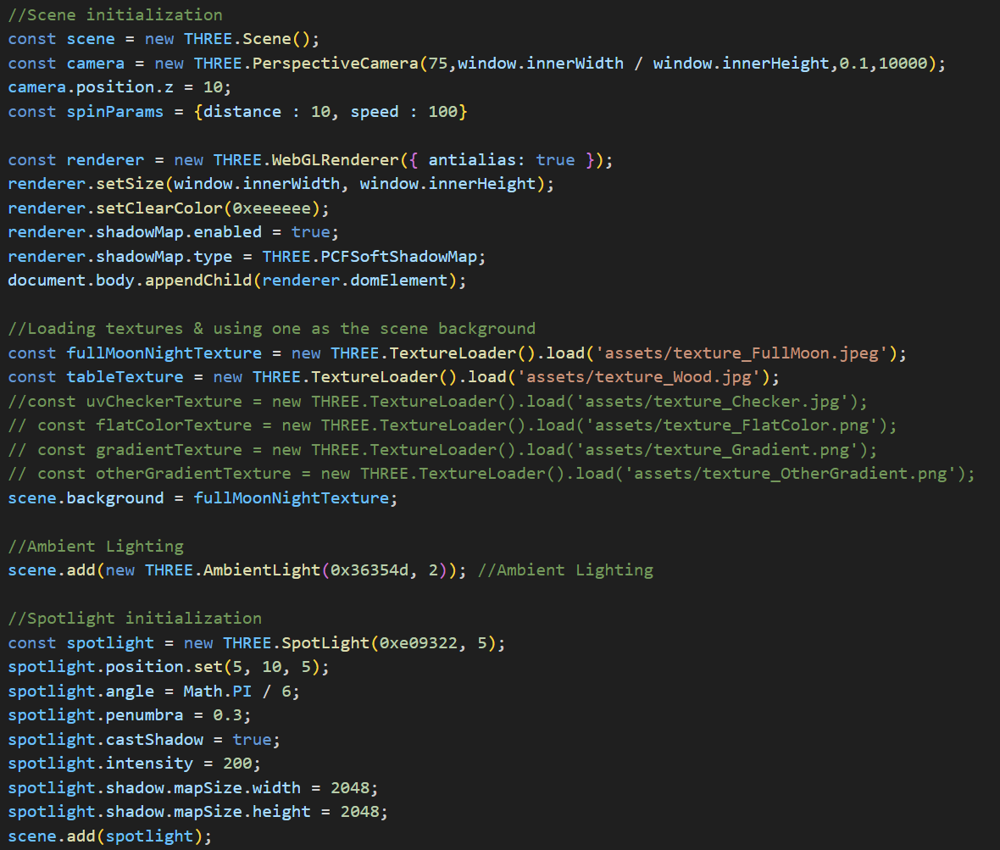 //Scene initialization
const scene = new THREE.Scene();
const camera = new THREE.PerspectiveCamera(75,window.innerWidth / window.innerHeight,0.1,10000);
camera.position.z = 10;
const spinParams = {distance : 10, speed : 100}
const renderer = new THREE.WebGLRenderer({ antialias: true });
renderer.setSize(window.innerWidth, window.innerHeight);
renderer.setClearColor(0xeeeeee);
renderer.shadowMap.enabled = true;
renderer.shadowMap.type = THREE.PCFSoftShadowMap;
document.body.appendChild(renderer.domElement);
//Loading textures & using one as the scene background
const fullMoonNightTexture = new THREE.TextureLoader().load('assets/texture_FullMoon.jpeg');
const tableTexture = new THREE.TextureLoader().load('assets/texture_Wood.jpg');
//const uvCheckerTexture = new THREE.TextureLoader().load('assets/texture_Checker.jpg');
// const flatColorTexture = new THREE.TextureLoader().load('assets/texture_FlatColor.png');
// const gradientTexture = new THREE.TextureLoader().load('assets/texture_Gradient.png');
// const otherGradientTexture = new THREE.TextureLoader().load('assets/texture_OtherGradient.png');
scene.background = fullMoonNightTexture;
//Ambient Lighting
scene.add(new THREE.AmbientLight(0x36354d, 2)); //Ambient Lighting
//Spotlight initialization
const spotlight = new THREE.SpotLight(0xe09322, 5);
spotlight.position.set(5, 10, 5);
spotlight.angle = Math.PI / 6;
spotlight.penumbra = 0.3;
spotlight.castShadow = true;
spotlight.intensity = 200;
spotlight.shadow.mapSize.width = 2048;
spotlight.shadow.mapSize.height = 2048;
scene.add(spotlight);